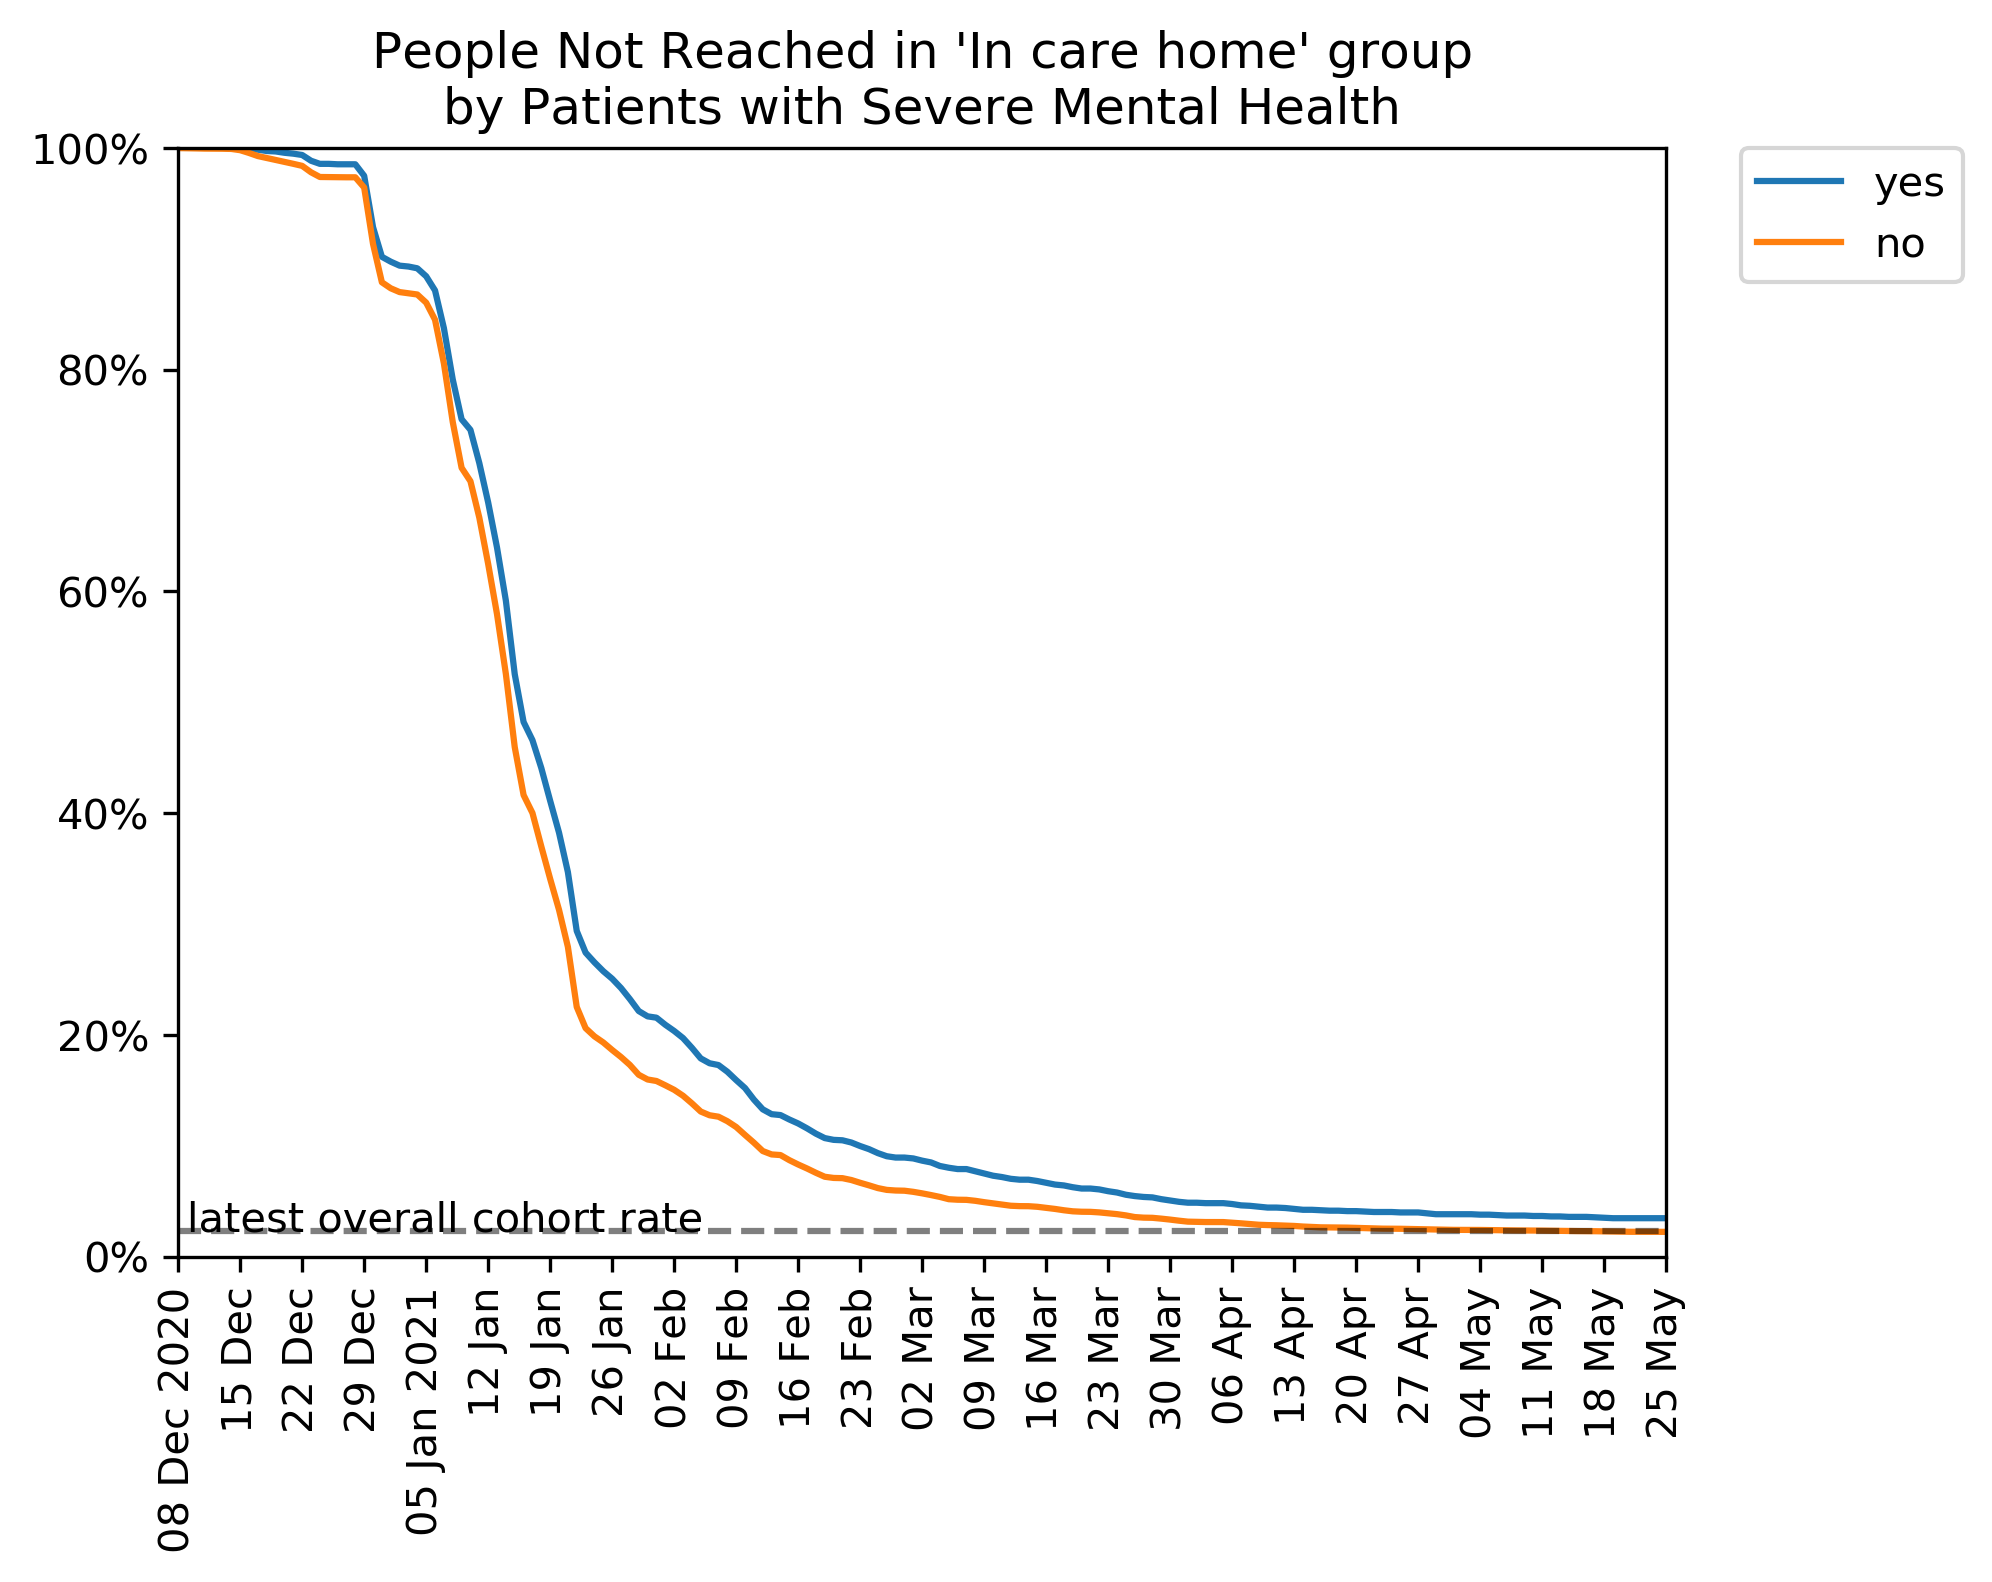 People Not Reached in 'In care home' group
by Patients with Severe Mental Health
100%
80%
60%
40%
20%
0%
yes
no
latest overall cohort rate
08 Dec 2020
15 Dec
22 Dec
29 Dec
05 Jan 2021
12 Jan
19 Jan
26 Jan
02 Feb
09 Feb
16 Feb
23 Feb
02 Mar
09 Mar
16 Mar
23 Mar
30 Mar
06 Apr
13 Apr
20 Apr
27 Apr
04 May
11 May
18 May
25 May